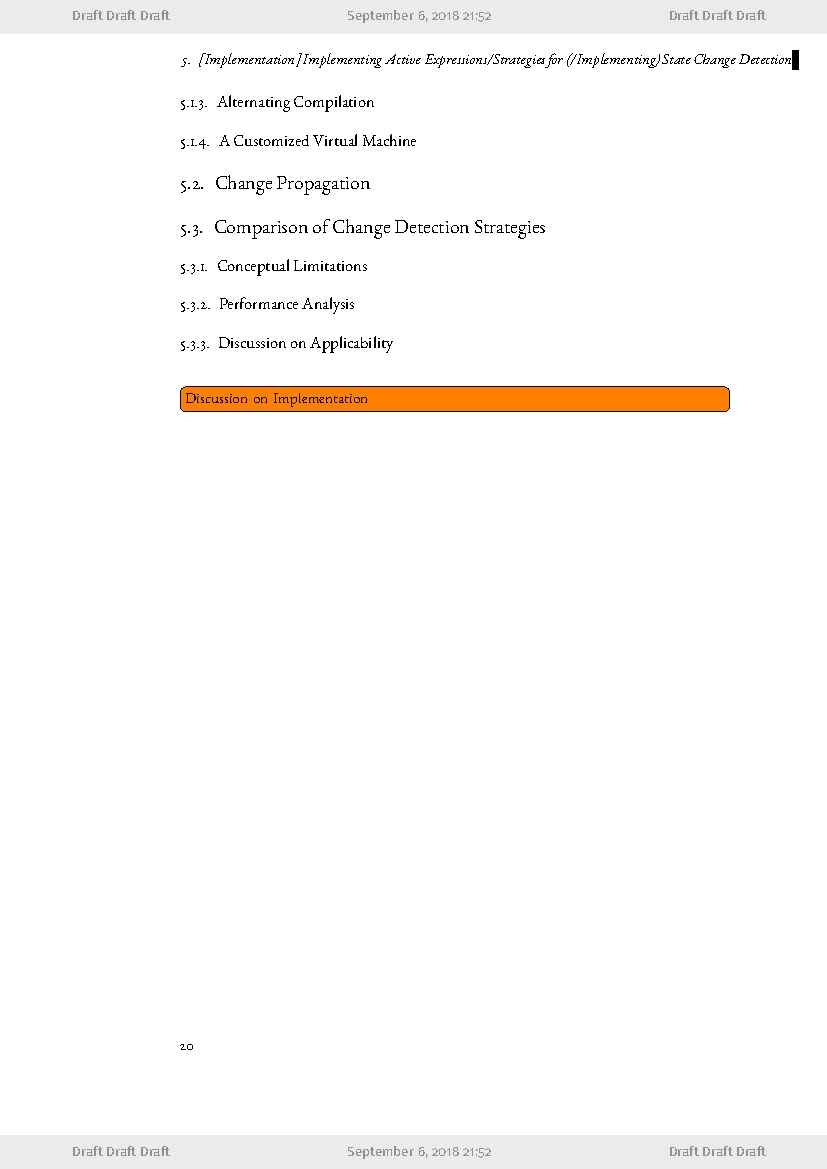 Draft Draft Draft September 6, 2018 21:52 Draft Draft Draft
5. [Implementation]Implementing Active Expressions/Strategies for (/Implementing) State Change Detection
5.1.3. Alternating Compilation
5.1.4. A Customized Virtual Machine
5.2. Change Propagation
5.3. Comparison of Change Detection Strategies
5.3.1. Conceptual Limitations
5.3.2. Performance Analysis
5.3.3. Discussion on Applicability
Discussion on Implementation
20
Draft Draft Draft September 6, 2018 21:52 Draft Draft Draft